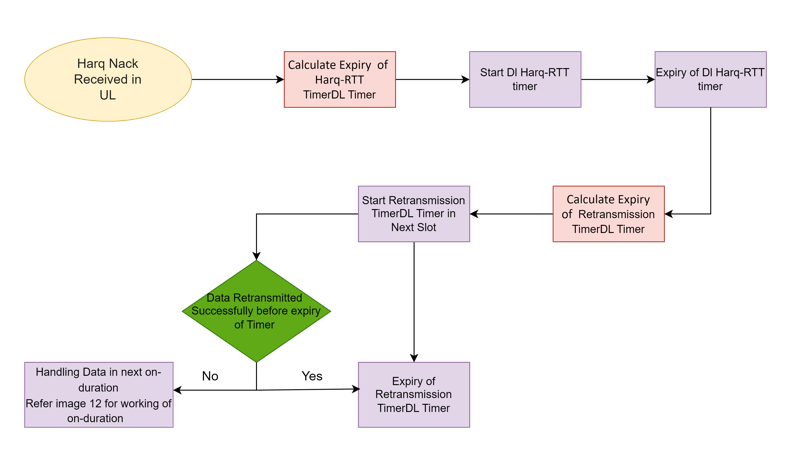 Harq Nack
Received in
UL
Calculate Expiry of
Harq-RTT
TimerDL Timer
Start Dl Harq-RTT
timer
Expiry of Dl Harq-RTT
timer
Start Retransmission
TimerDL Timer in
Next Slot
Calculate Expiry
of Retransmission
TimerDL Timer
Data Retransmitted
Successfully before expiry
of Timer
No
Yes
Handling Data in next on-
duration
Refer image 12 for working of
on-duration
Expiry of
Retransmission
TimerDL Timer